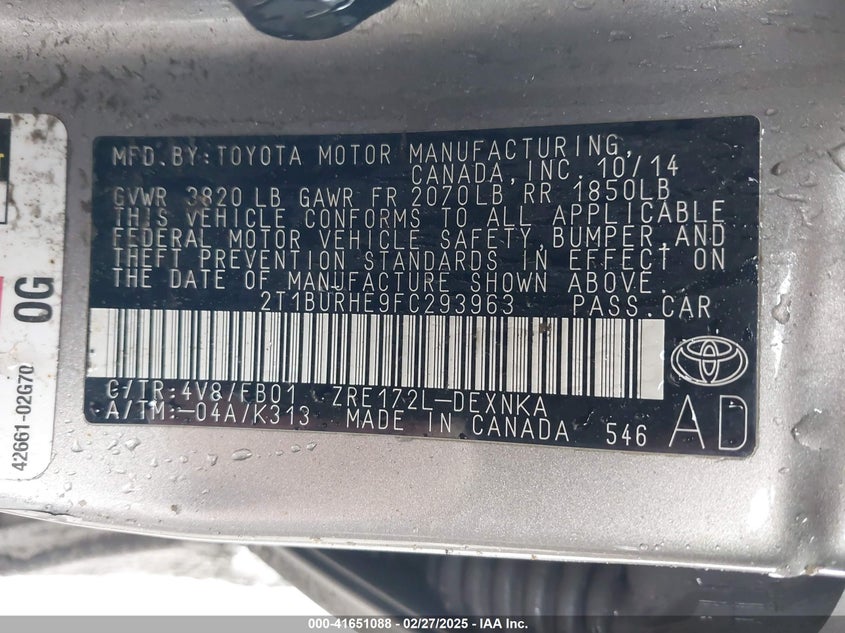 MFD. BY: TOYOTA MOTOR MANUFACTURING,
CANADA, INC. 10/14
GVWR 3820 LB GAWR FR 2070LB RR 1850LB
THIS VEHICLE CONFORMS TO ALL APPLICABLE
FEDERAL MOTOR VEHICLE SAFETY, BUMPER, AND
THEFT PREVENTION STANDARDS IN EFFECT ON
THE DATE OF MANUFACTURE SHOWN ABOVE.
2T1BURHE9FC293963 PASS. CAR
C/TR: 4V8/FB01 ZRE172L-DEXNKA
A/TM: -04A/K313 MADE IN CANADA 546
AD
0G
42661-02G70
000-41651088 - 02/27/2025 - IAA Inc.